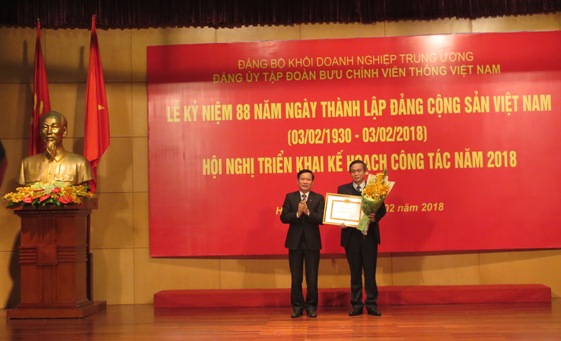 ĐẢNG BỘ KHỐI DOANH NGHIỆP TRUNG ƯƠNG
ĐẢNG ỦY TẬP ĐOÀN BƯU CHÍNH VIỄN THÔNG VIỆT NAM
LỄ KỶ NIỆM 88 NĂM NGÀY THÀNH LẬP ĐẢNG CỘNG SẢN VIỆT NAM
(03/02/1930 - 03/02/2018)
HỘI NGHỊ TRIỂN KHAI KẾ HOẠCH CÔNG TÁC NĂM 2018
02 năm 2018